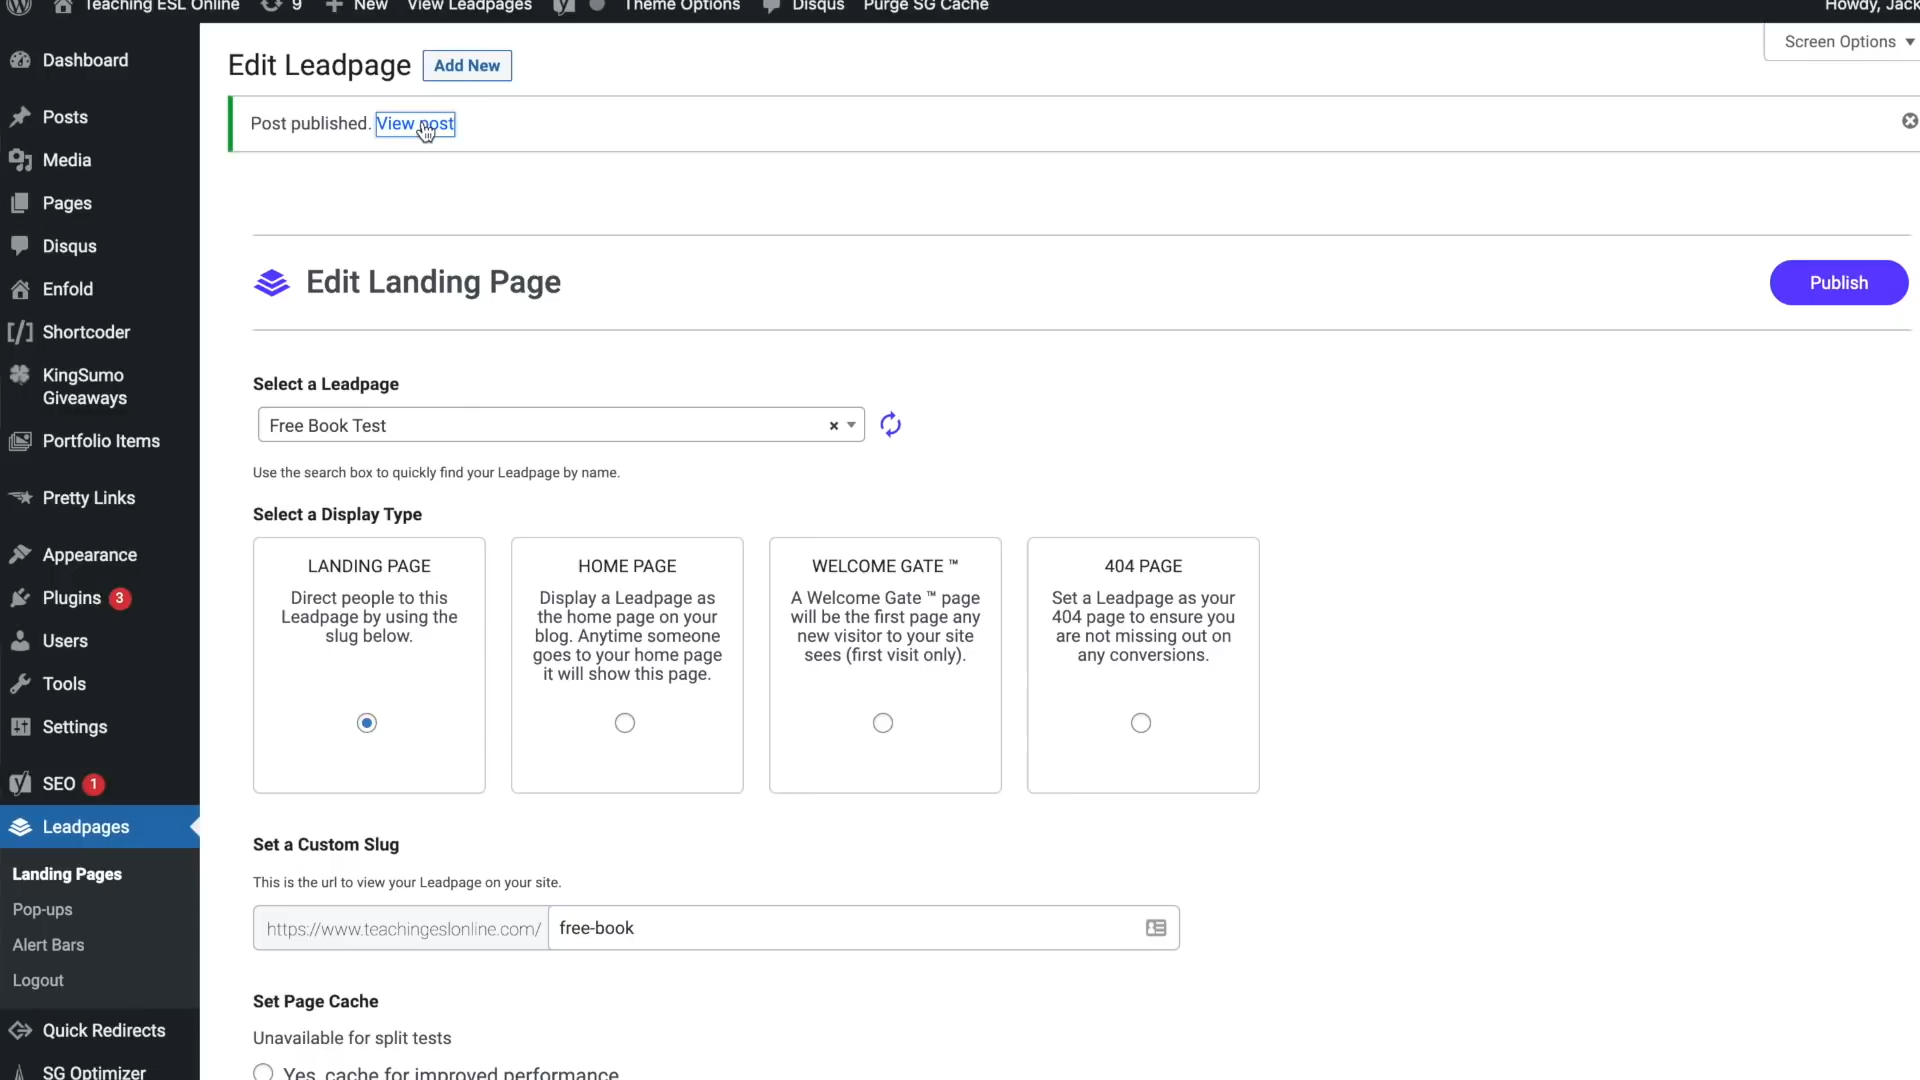 Teaching ESL Online 9 New View Leadpages Theme Options Disqus Purge SG Cache Howdy, Jack
Screen Options
Edit Leadpage Add New
Post published. View post
Dashboard
Posts
Media
Pages
Disqus
Enfold
Shortcoder
KingSumo
Giveaways
Portfolio Items
Pretty Links
Appearance
Plugins 3
Users
Tools
Settings
SEO 1
Leadpages
Landing Pages
Pop-ups
Alert Bars
Logout
Quick Redirects
SG Optimizer
Edit Landing Page
Publish
Select a Leadpage
Free Book Test
Use the search box to quickly find your Leadpage by name.
Select a Display Type
LANDING PAGE
Direct people to this
Leadpage by using the
slug below.
HOME PAGE
Display a Leadpage as
the home page on your
blog. Anytime someone
goes to your home page
it will show this page.
WELCOME GATE ™
A Welcome Gate ™ page
will be the first page any
new visitor to your site
sees (first visit only).
404 PAGE
Set a Leadpage as your
404 page to ensure you
are not missing out on
any conversions.
Set a Custom Slug
This is the url to view your Leadpage on your site.
https://www.teachingeslonline.com/ free-book
Set Page Cache
Unavailable for split tests
Yes, cache for improved performance